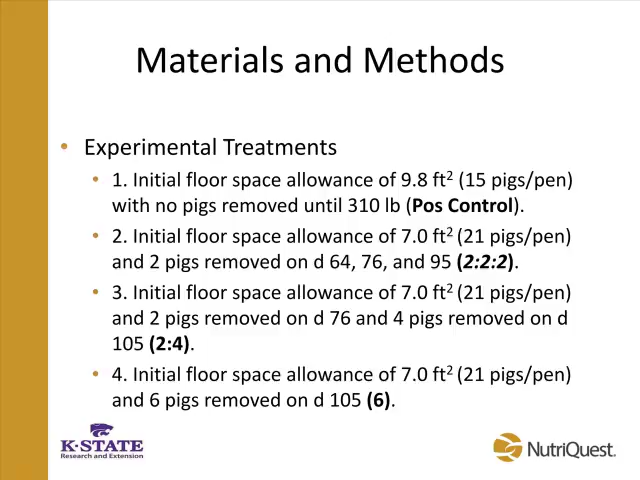 Materials and Methods
• Experimental Treatments
• 1. Initial floor space allowance of 9.8 ft² (15 pigs/pen)
with no pigs removed until 310 lb (Pos Control).
• 2. Initial floor space allowance of 7.0 ft² (21 pigs/pen)
and 2 pigs removed on d 64, 76, and 95 (2:2:2).
• 3. Initial floor space allowance of 7.0 ft² (21 pigs/pen)
and 2 pigs removed on d 76 and 4 pigs removed on d
105 (2:4).
• 4. Initial floor space allowance of 7.0 ft² (21 pigs/pen)
and 6 pigs removed on d 105 (6).
K-STATE
Research and Extension
NutriQuest.